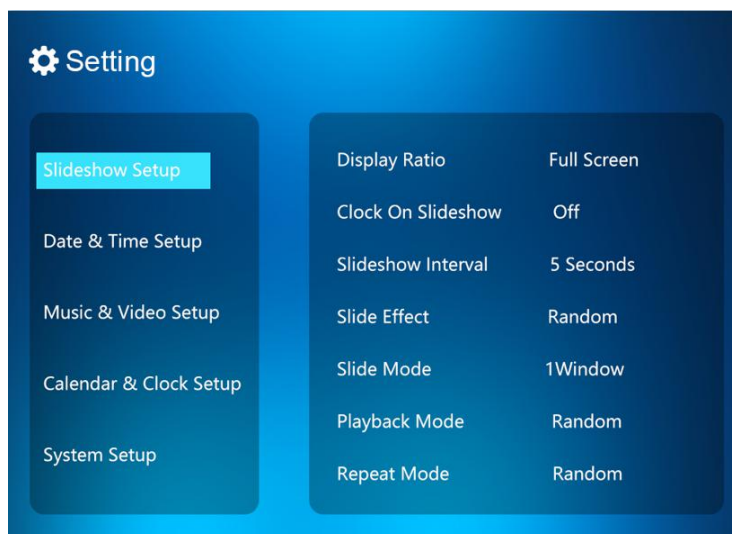 Setting
Slideshow Setup
Date & Time Setup
Music & Video Setup
Calendar & Clock Setup
System Setup
Display Ratio Full Screen
Clock On Slideshow Off
Slideshow Interval 5 Seconds
Slide Effect Random
Slide Mode 1Window
Playback Mode Random
Repeat Mode Random